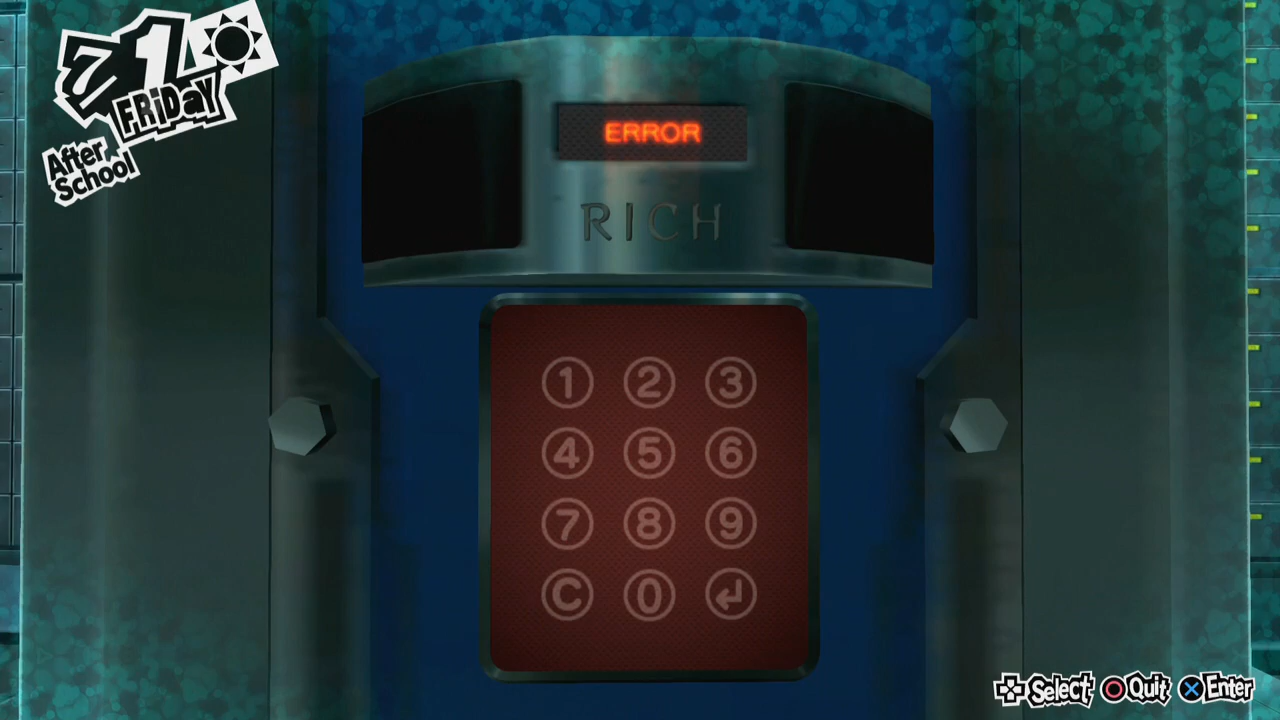 7/1
FRiDaY
After
School
ERROR
RICH
1 2 3
4 5 6
7 8 9
C 0 ↵
Select Quit Enter